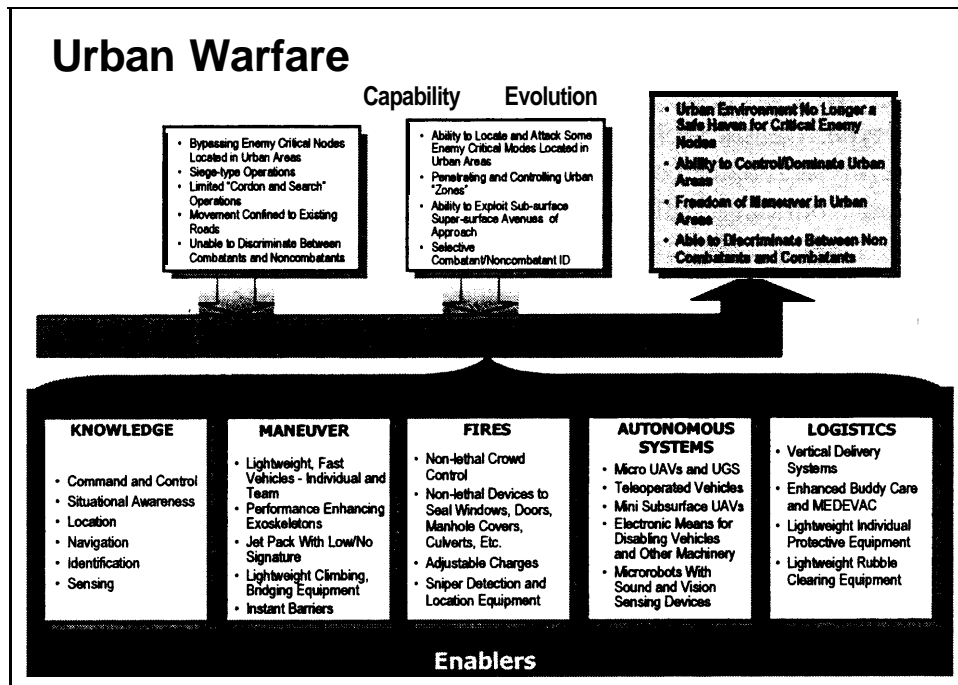 Urban Warfare
Capability Evolution
• Bypassing Enemy Critical Nodes
Located in Urban Areas
• Siege-type Operations
• Limited "Cordon and Search"
Operations
• Movement Confined to Existing
Roads
• Unable to Discriminate Between
Combatants and Noncombatants
• Ability to Locate and Attack Some
Enemy Critical Modes Located in
Urban Areas
• Penetrating and Controlling Urban
"Zones"
• Ability to Exploit Sub-surface
Super-surface Avenues of
Approach
• Selective
Combatant/Noncombatant ID
• Urban Environment No Longer a
Safe Haven for Critical Enemy
Nodes
• Ability to Control/Dominate Urban
Areas
• Freedom of Maneuver in Urban
Areas
• Able to Discriminate Between Non
Combatants and Combatants
KNOWLEDGE
• Command and Control
• Situational Awareness
• Location
• Navigation
• Identification
• Sensing
MANEUVER
• Lightweight, Fast
Vehicles - Individual and
Team
• Performance Enhancing
Exoskeletons
• Jet Pack With Low/No
Signature
• Lightweight Climbing,
Bridging Equipment
• Instant Barriers
FIRES
• Non-lethal Crowd
Control
• Non-lethal Devices to
Seal Windows, Doors,
Manhole Covers,
Culverts, Etc.
• Adjustable Charges
• Sniper Detection and
Location Equipment
AUTONOMOUS
SYSTEMS
• Micro UAVs and UGS
• Teleoperated Vehicles
• Mini Subsurface UAVs
• Electronic Means for
Disabling Vehicles
and Other Machinery
• Microrobots With
Sound and Vision
Sensing Devices
LOGISTICS
• Vertical Delivery
Systems
• Enhanced Buddy Care
and MEDEVAC
• Lightweight Individual
Protective Equipment
• Lightweight Rubble
Clearing Equipment
Enablers